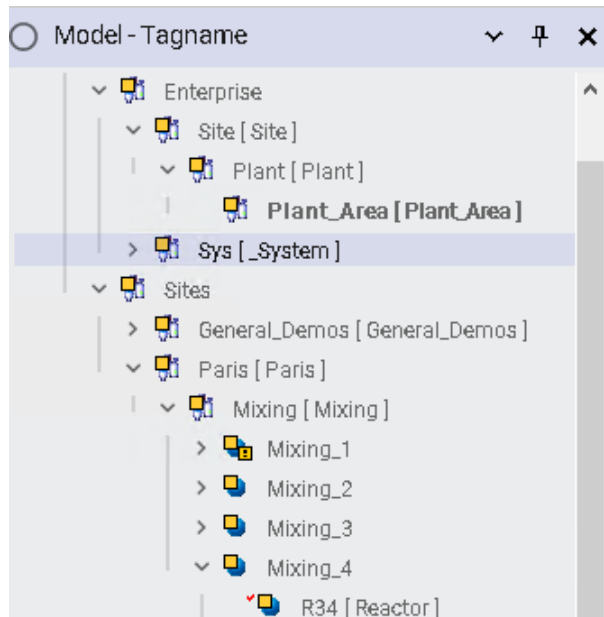 Model - Tagname
Enterprise
Site [ Site ]
Plant [ Plant ]
Plant_Area [ Plant_Area ]
Sys [ _System ]
Sites
General_Demos [ General_Demos ]
Paris [ Paris ]
Mixing [ Mixing ]
Mixing_1
Mixing_2
Mixing_3
Mixing_4
R34 [ Reactor ]